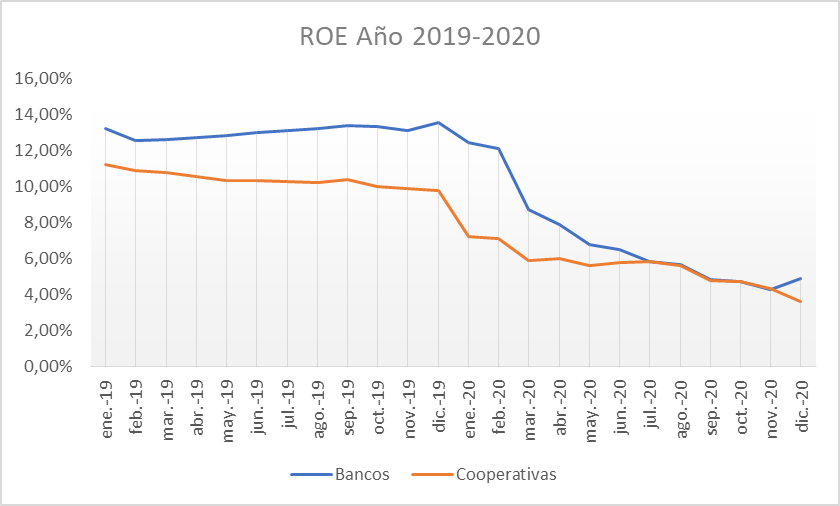 ROE Año 2019-2020
16,00%
14,00%
12,00%
10,00%
8,00%
6,00%
4,00%
2,00%
0,00%
ene.-19
feb.-19
mar.-19
abr.-19
may.-19
jun.-19
jul.-19
ago.-19
sep.-19
oct.-19
nov.-19
dic.-19
ene.-20
feb.-20
mar.-20
abr.-20
may.-20
jun.-20
jul.-20
ago.-20
sep.-20
oct.-20
nov.-20
dic.-20
Bancos Cooperativas